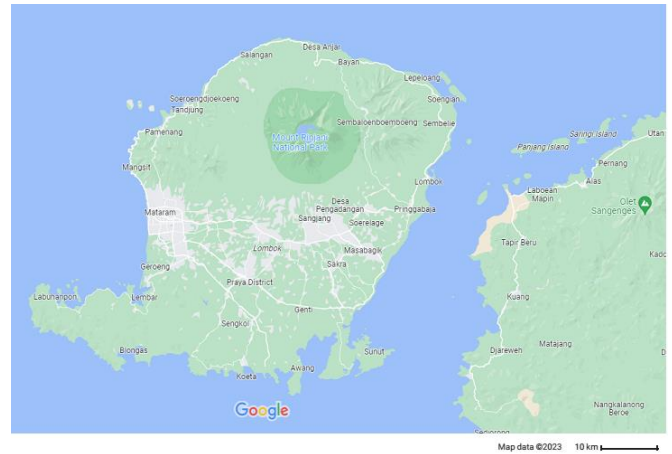 Desa Anjar
Salangan
Bayan
Lepeloang
Soeroengdjoekoeng
Soengian
Tandjung
Sembaloenboemboeng
Sembelie
Pamenang
Mount Rinjani
National Park
Saringi Island
Utan
Panjang Island
Mangsit
Pernang
Lombok
Alas
Laboean
Mapin
Olet
Sangenges
Desa
Pengadangan
Pringgabaja
Mataram
Sangjang
Soerelage
Lombok
Masabagik
Tapir Beru
Geroeng
Sakra
Praya District
Labuhanpon
Lembar
Kuang
Genti
Sengkol
Blongas
Sunut
Djareweh
Matajang
Awang
Koeta
Nangkalanong
Beroe
Google
Map data ©2023 10 km